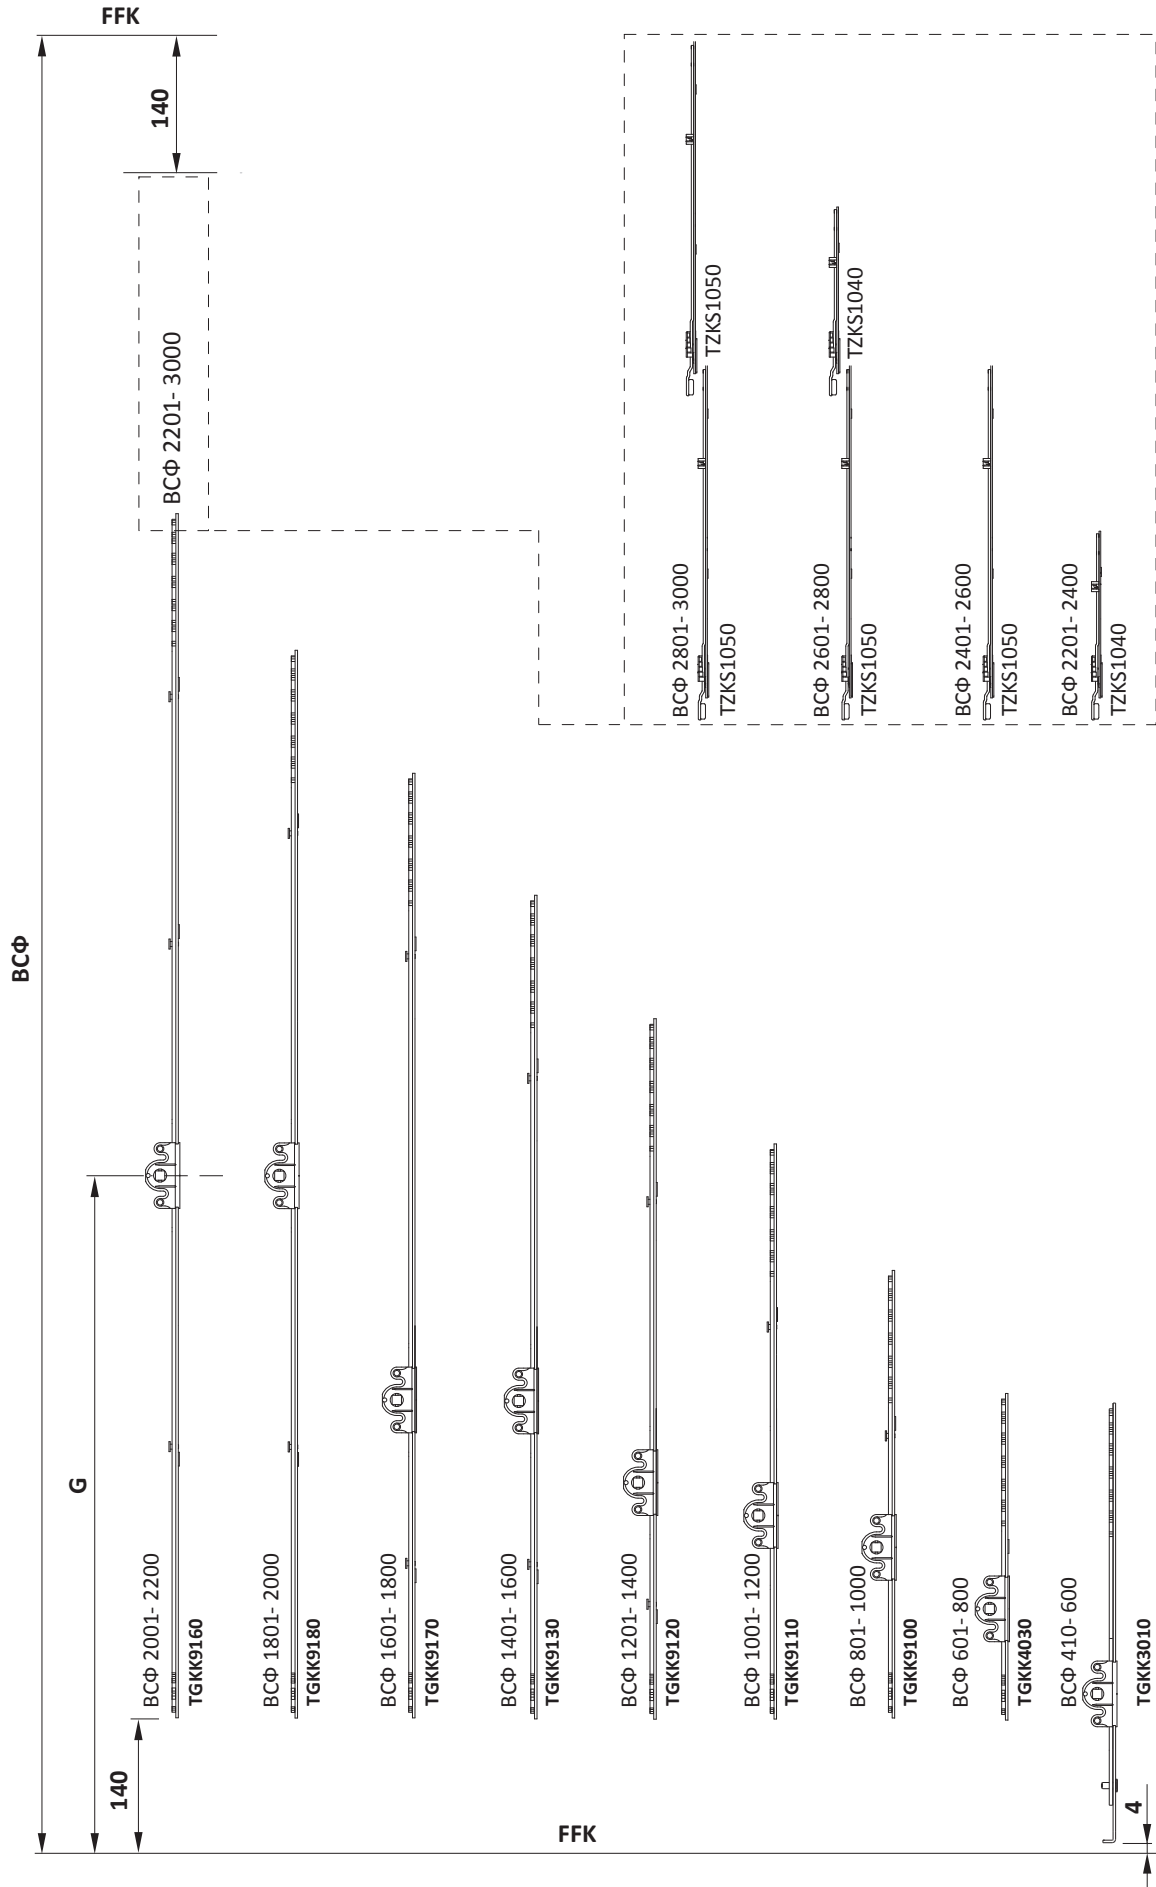 FFK
140
ВСФ 2201- 3000
TZKS1050
TZKS1040
ВСФ 2801- 3000
TZKS1050
ВСФ 2601- 2800
TZKS1050
ВСФ 2401- 2600
TZKS1050
ВСФ 2201- 2400
TZKS1040
ВСФ
G
ВСФ 2001- 2200
TGKK9160
ВСФ 1801- 2000
TGKK9180
ВСФ 1601- 1800
TGKK9170
ВСФ 1401- 1600
TGKK9130
ВСФ 1201- 1400
TGKK9120
ВСФ 1001- 1200
TGKK9110
ВСФ 801- 1000
TGKK9100
ВСФ 601- 800
TGKK4030
ВСФ 410- 600
TGKK3010
140
4
FFK